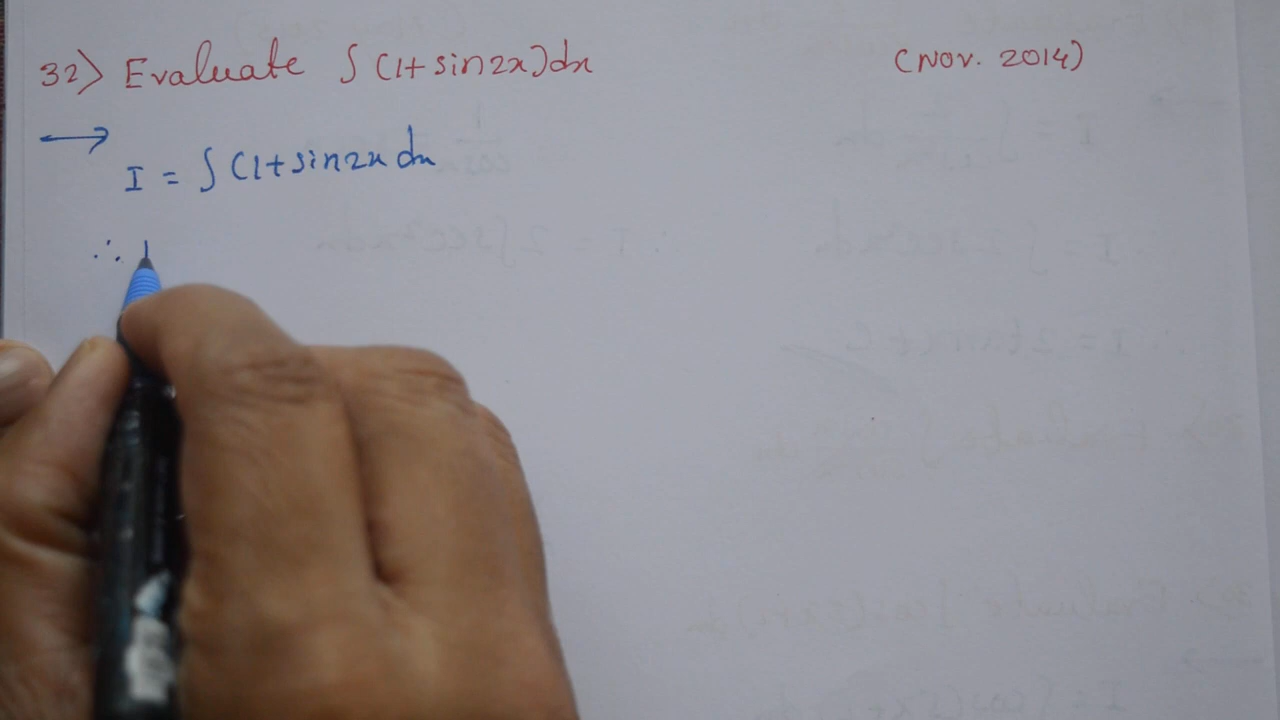 32) Evaluate ∫(1+sin2x)dx (Nov. 2014)
→
I = ∫(1+sin2x dx
∴ I